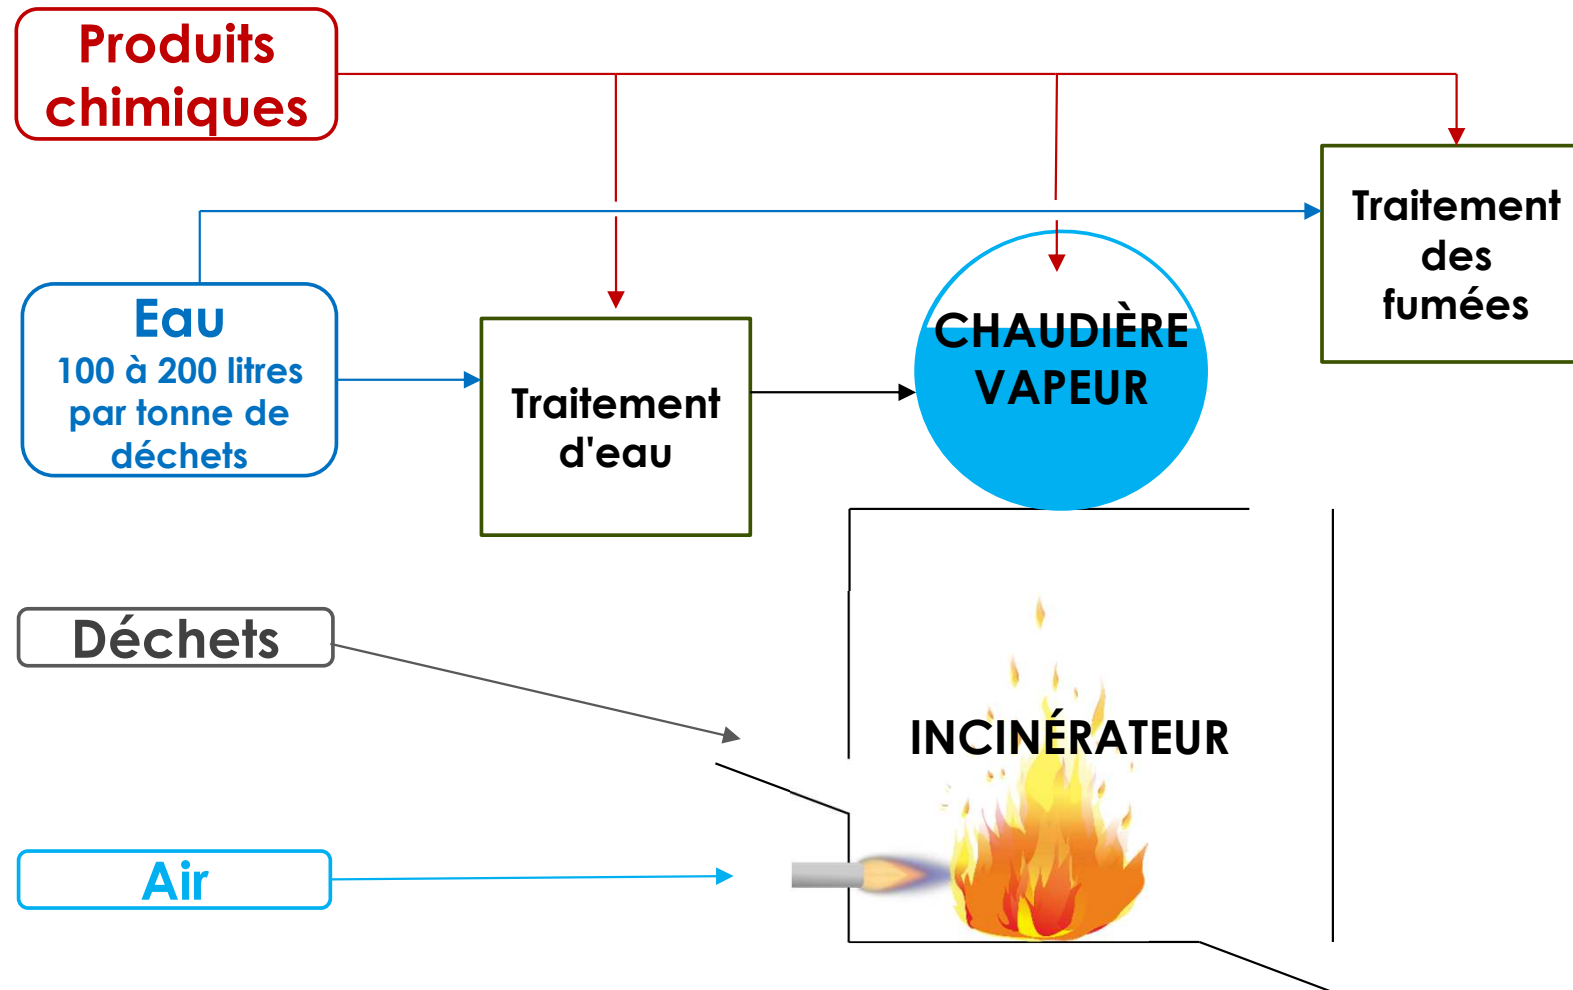 Produits
chimiques
Traitement
des
fumées
Eau
100 à 200 litres
par tonne de
déchets
Traitement
d'eau
CHAUDIÈRE
VAPEUR
Déchets
INCINÉRATEUR
Air